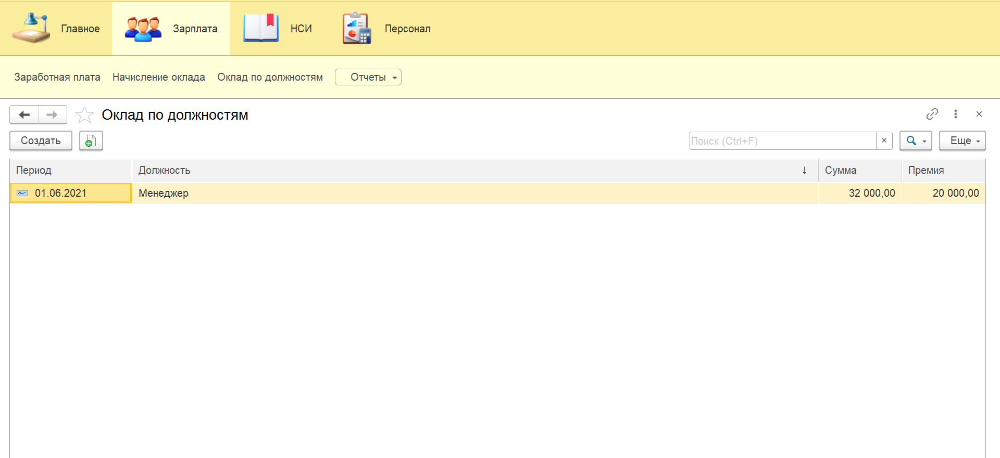 Главное Зарплата НСИ Персонал
Заработная плата Начисление оклада Оклад по должностям Отчеты
Оклад по должностям
Создать Поиск (Ctrl+F) Еще
Период Должность Сумма Премия
01.06.2021 Менеджер 32 000,00 20 000,00